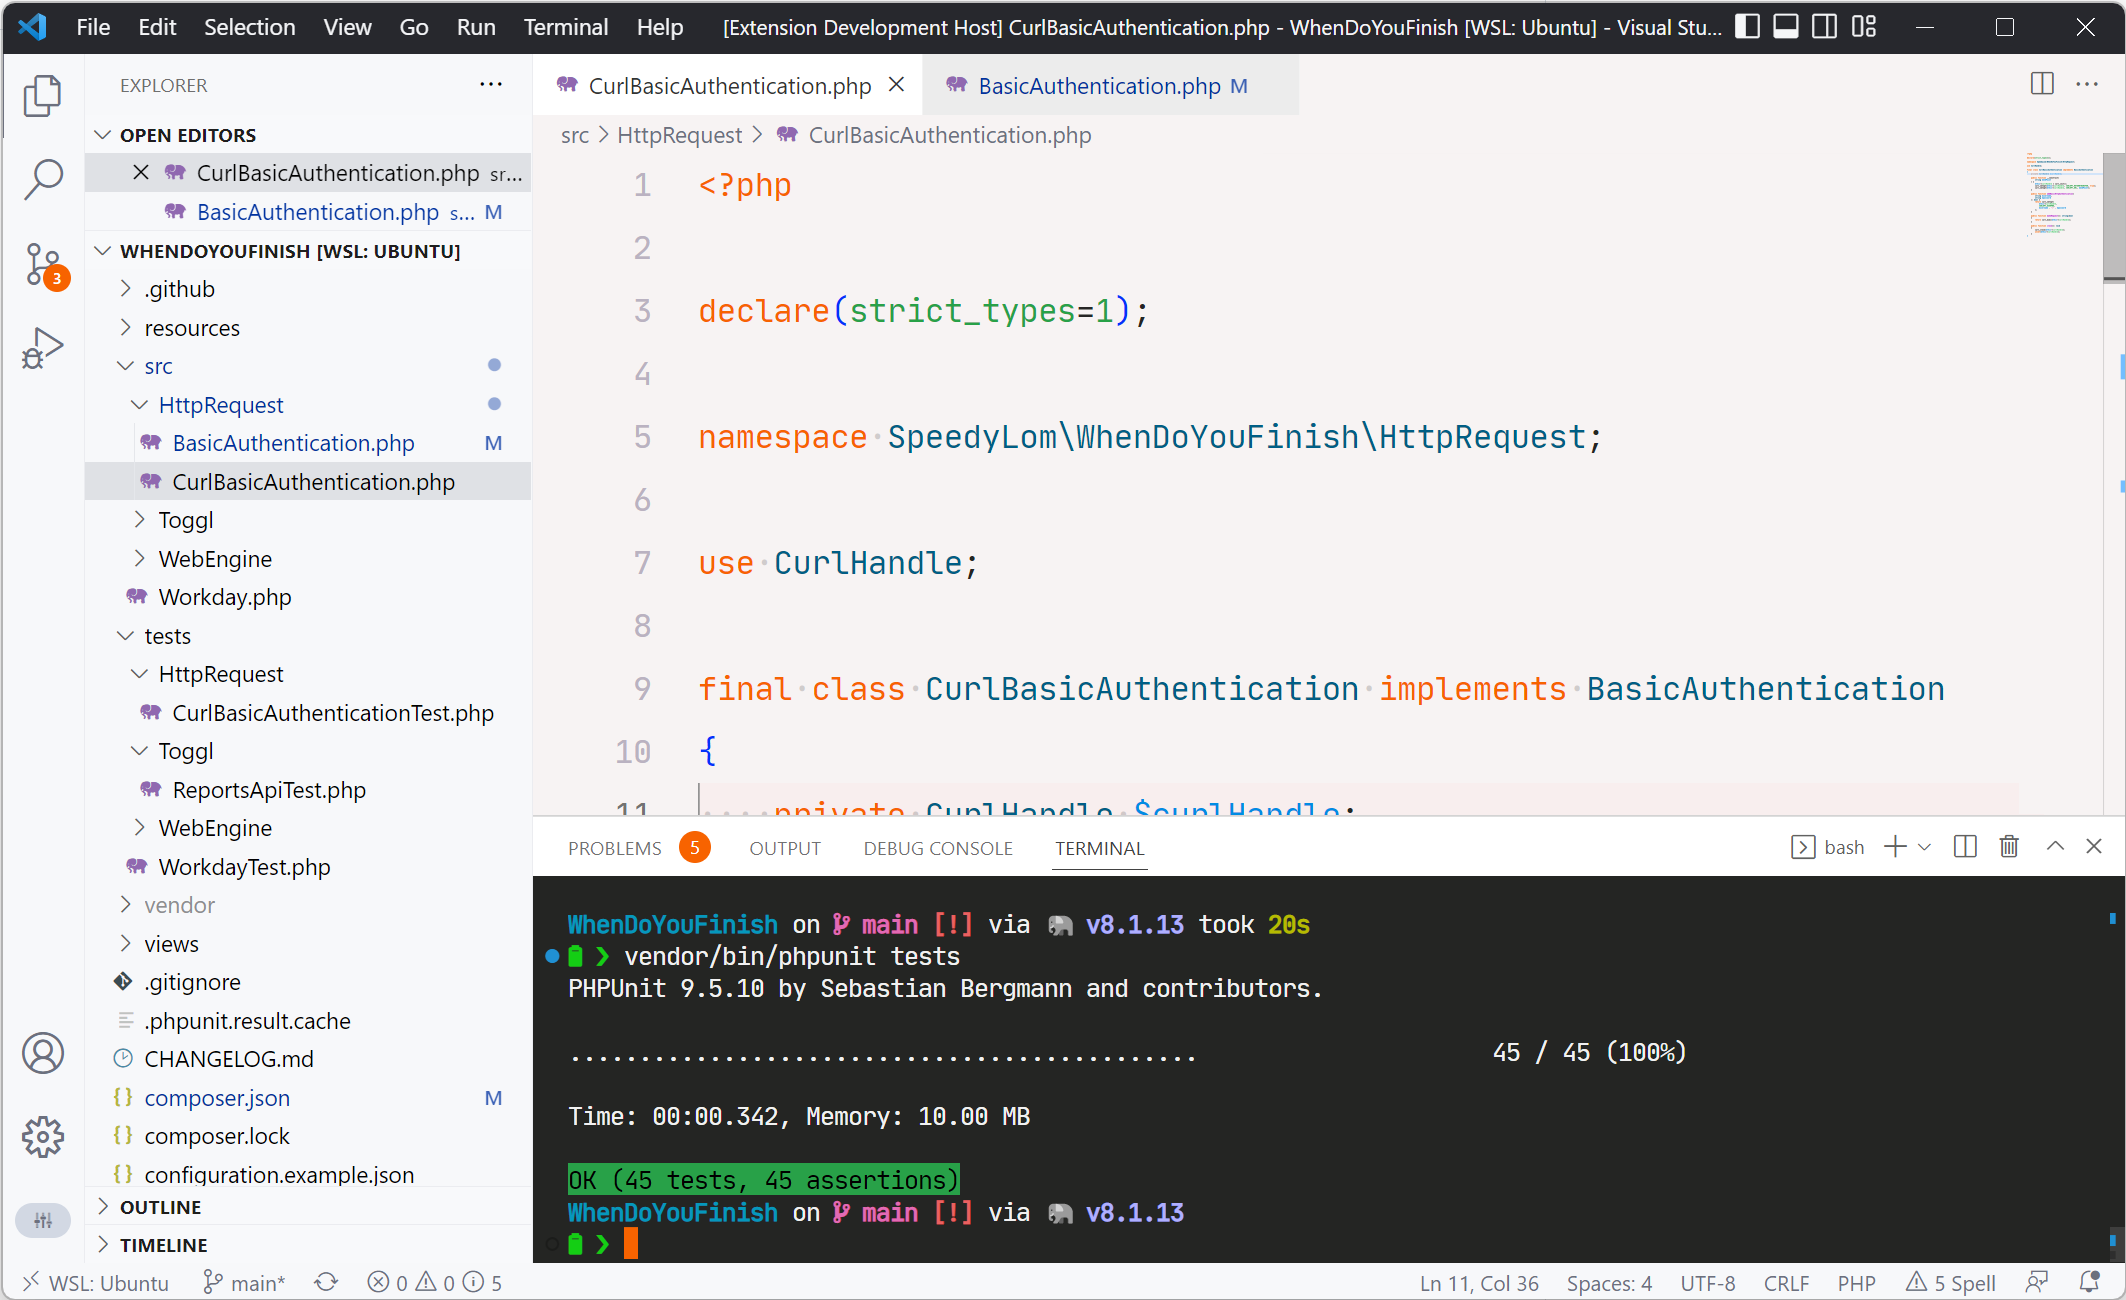 File Edit Selection View Go Run Terminal Help [Extension Development Host] CurlBasicAuthentication.php - WhenDoYouFinish [WSL: Ubuntu] - Visual Stu...
EXPLORER
OPEN EDITORS
CurlBasicAuthentication.php sr...
BasicAuthentication.php s... M
WHENDOYOUFINISH [WSL: UBUNTU]
.github
resources
src
HttpRequest
BasicAuthentication.php M
CurlBasicAuthentication.php
Toggl
WebEngine
Workday.php
tests
HttpRequest
CurlBasicAuthenticationTest.php
Toggl
ReportsApiTest.php
WebEngine
WorkdayTest.php
vendor
views
.gitignore
.phpunit.result.cache
CHANGELOG.md
{} composer.json M
{} composer.lock
{} configuration.example.json
OUTLINE
TIMELINE
3
CurlBasicAuthentication.php
BasicAuthentication.php M
src > HttpRequest > CurlBasicAuthentication.php
1 <?php
2
3 declare(strict_types=1);
4
5 namespace·SpeedyLom\WhenDoYouFinish\HttpRequest;
6
7 use·CurlHandle;
8
9 final·class·CurlBasicAuthentication·implements·BasicAuthentication
10 {
11 ····private·CurlHandle·$curlHandle;
PROBLEMS 5 OUTPUT DEBUG CONSOLE TERMINAL bash
WhenDoYouFinish on main [!] via v8.1.13 took 20s
❯ vendor/bin/phpunit tests
PHPUnit 9.5.10 by Sebastian Bergmann and contributors.
............................................. 45 / 45 (100%)
Time: 00:00.342, Memory: 10.00 MB
OK (45 tests, 45 assertions)
WhenDoYouFinish on main [!] via v8.1.13
❯
WSL: Ubuntu main* 0 0 5 Ln 11, Col 36 Spaces: 4 UTF-8 CRLF PHP 5 Spell